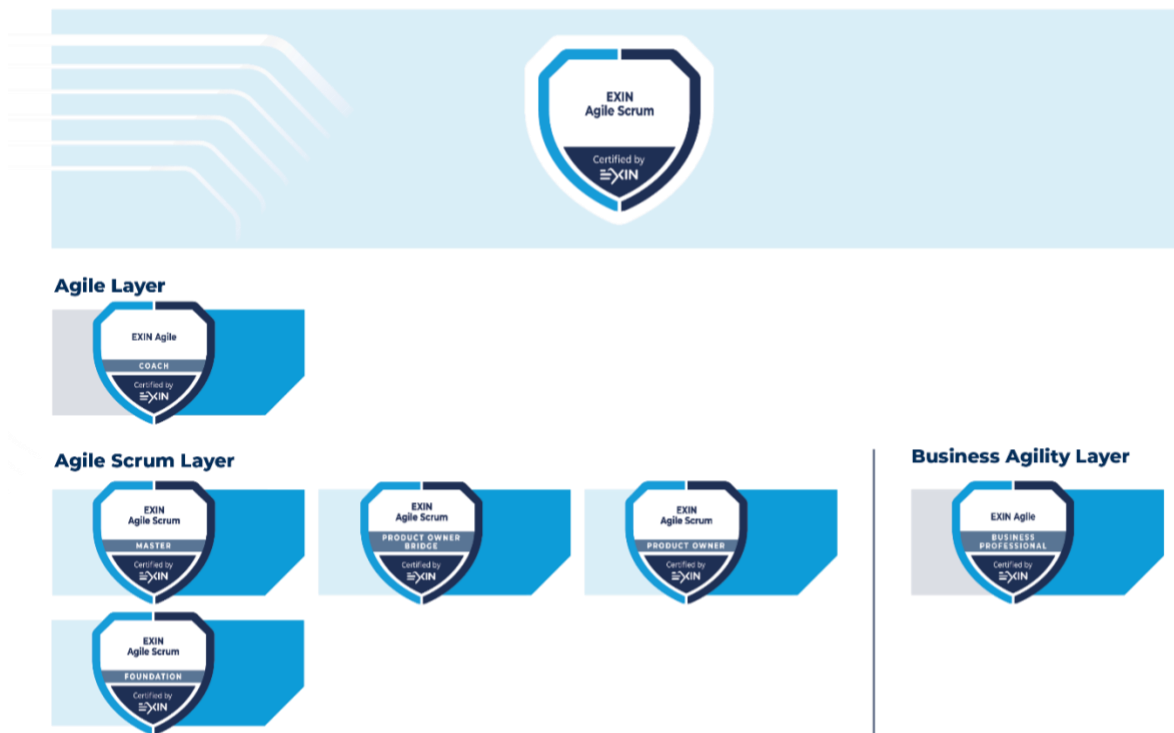 EXIN
Agile Scrum
Certified by
EXIN
Agile Layer
EXIN Agile
COACH
Certified by
EXIN
Agile Scrum Layer
EXIN
Agile Scrum
MASTER
Certified by
EXIN
EXIN
Agile Scrum
PRODUCT OWNER
BRIDGE
Certified by
EXIN
EXIN
Agile Scrum
PRODUCT OWNER
Certified by
EXIN
Business Agility Layer
EXIN Agile
BUSINESS
PROFESSIONAL
Certified by
EXIN
EXIN
Agile Scrum
FOUNDATION
Certified by
EXIN